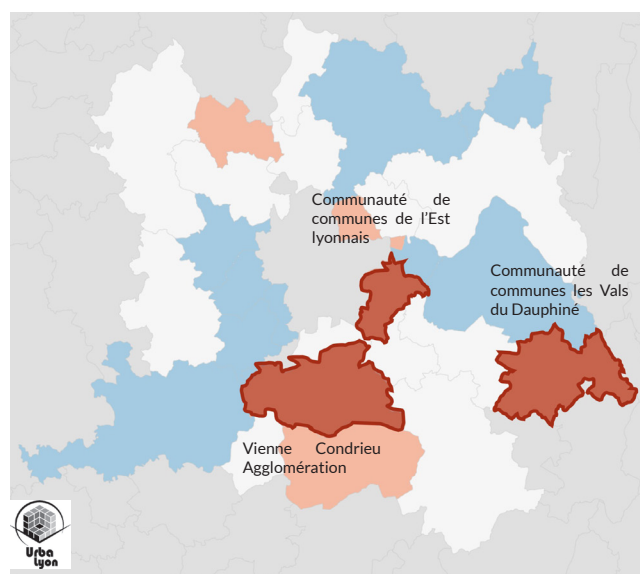 Communauté de
communes de l'Est
lyonnais
Communauté de
communes les Vals
du Dauphiné
Vienne Condrieu
Agglomération
Urba
Lyon